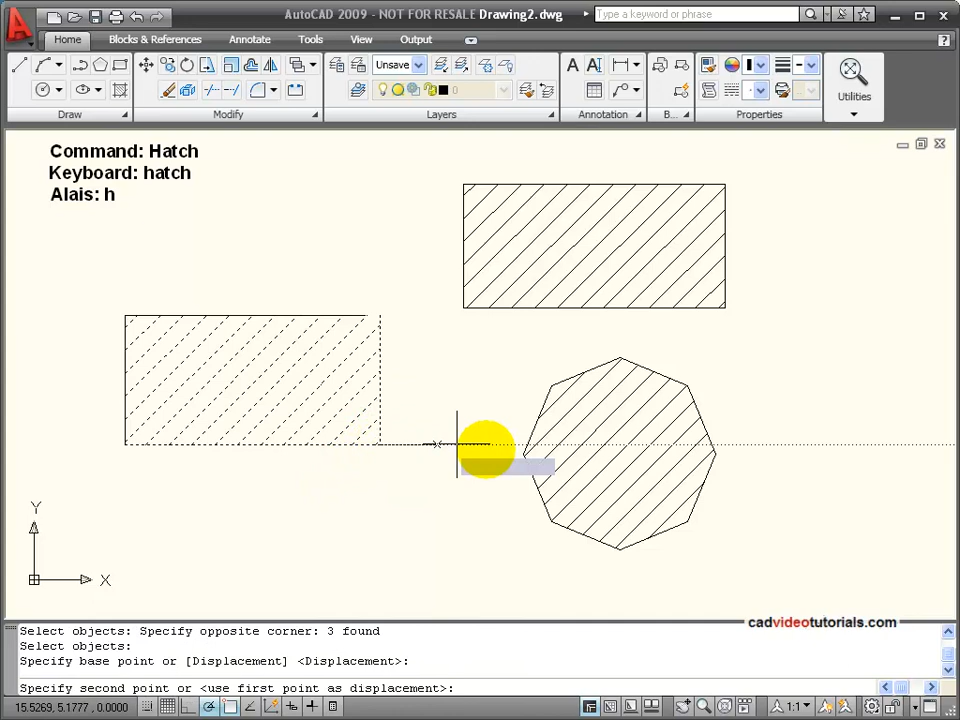 AutoCAD 2009 - NOT FOR RESALE Drawing2.dwg
Type a keyword or phrase
Home Blocks & References Annotate Tools View Output
Unsave
0
Utilities
Draw Modify Layers Annotation B... Properties
Command: Hatch
Keyboard: hatch
Alais: h
Y
X
cadvideotutorials.com
Select objects: Specify opposite corner: 3 found
Select objects:
Specify base point or [Displacement] <Displacement>:
Specify second point or <use first point as displacement>:
15.5269, 5.1777, 0.0000
1:1